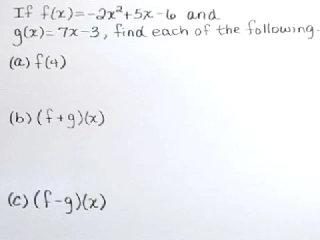 If f(x)=-2x²+5x-6 and
g(x)=7x-3, find each of the following.
(a) f(4)
(b) (f+g)(x)
(c) (f-g)(x)